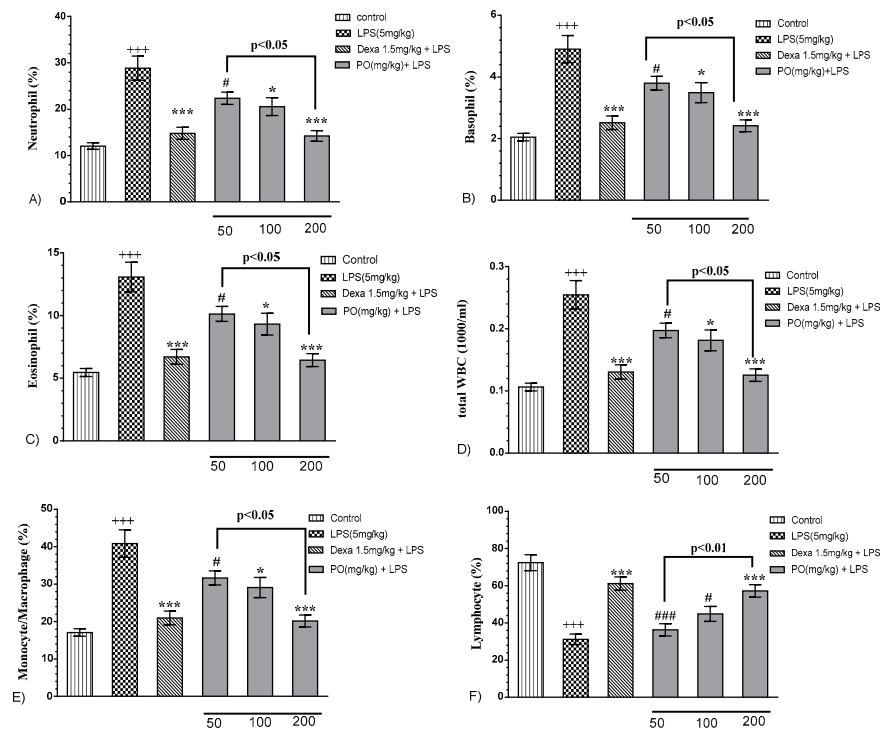 A)
Neutrophil (%)
40
30
20
10
0
+++
***
#
*
***
p<0.05
control
LPS(5mg/kg)
Dexa 1.5mg/kg + LPS
PO(mg/kg)+ LPS
50 100 200
B)
Basophil (%)
6
4
2
0
+++
***
#
*
***
p<0.05
Control
LPS(5mg/kg)
Dexa 1.5mg/kg + LPS
PO(mg/kg)+LPS
50 100 200
C)
Eosinophil (%)
15
10
5
0
+++
***
#
*
***
p<0.05
Control
LPS(5mg/kg)
Dexa 1.5mg/kg + LPS
PO(mg/kg) + LPS
50 100 200
D)
total WBC (1000/ml)
0.3
0.2
0.1
0.0
+++
***
#
*
***
p<0.05
Control
LPS(5mg/kg)
Dexa 1.5mg/kg + LPS
PO(mg/kg) + LPS
50 100 200
E)
Monocyte/Macrophage (%)
50
40
30
20
10
0
+++
***
#
*
***
p<0.05
Control
LPS(5mg/kg)
Dexa 1.5mg/kg + LPS
PO(mg/kg) + LPS
50 100 200
F)
Lymphocyte (%)
100
80
60
40
20
0
+++
***
###
#
***
p<0.01
Control
LPS(5mg/kg)
Dexa 1.5mg/kg + LPS
PO(mg/kg) + LPS
50 100 200